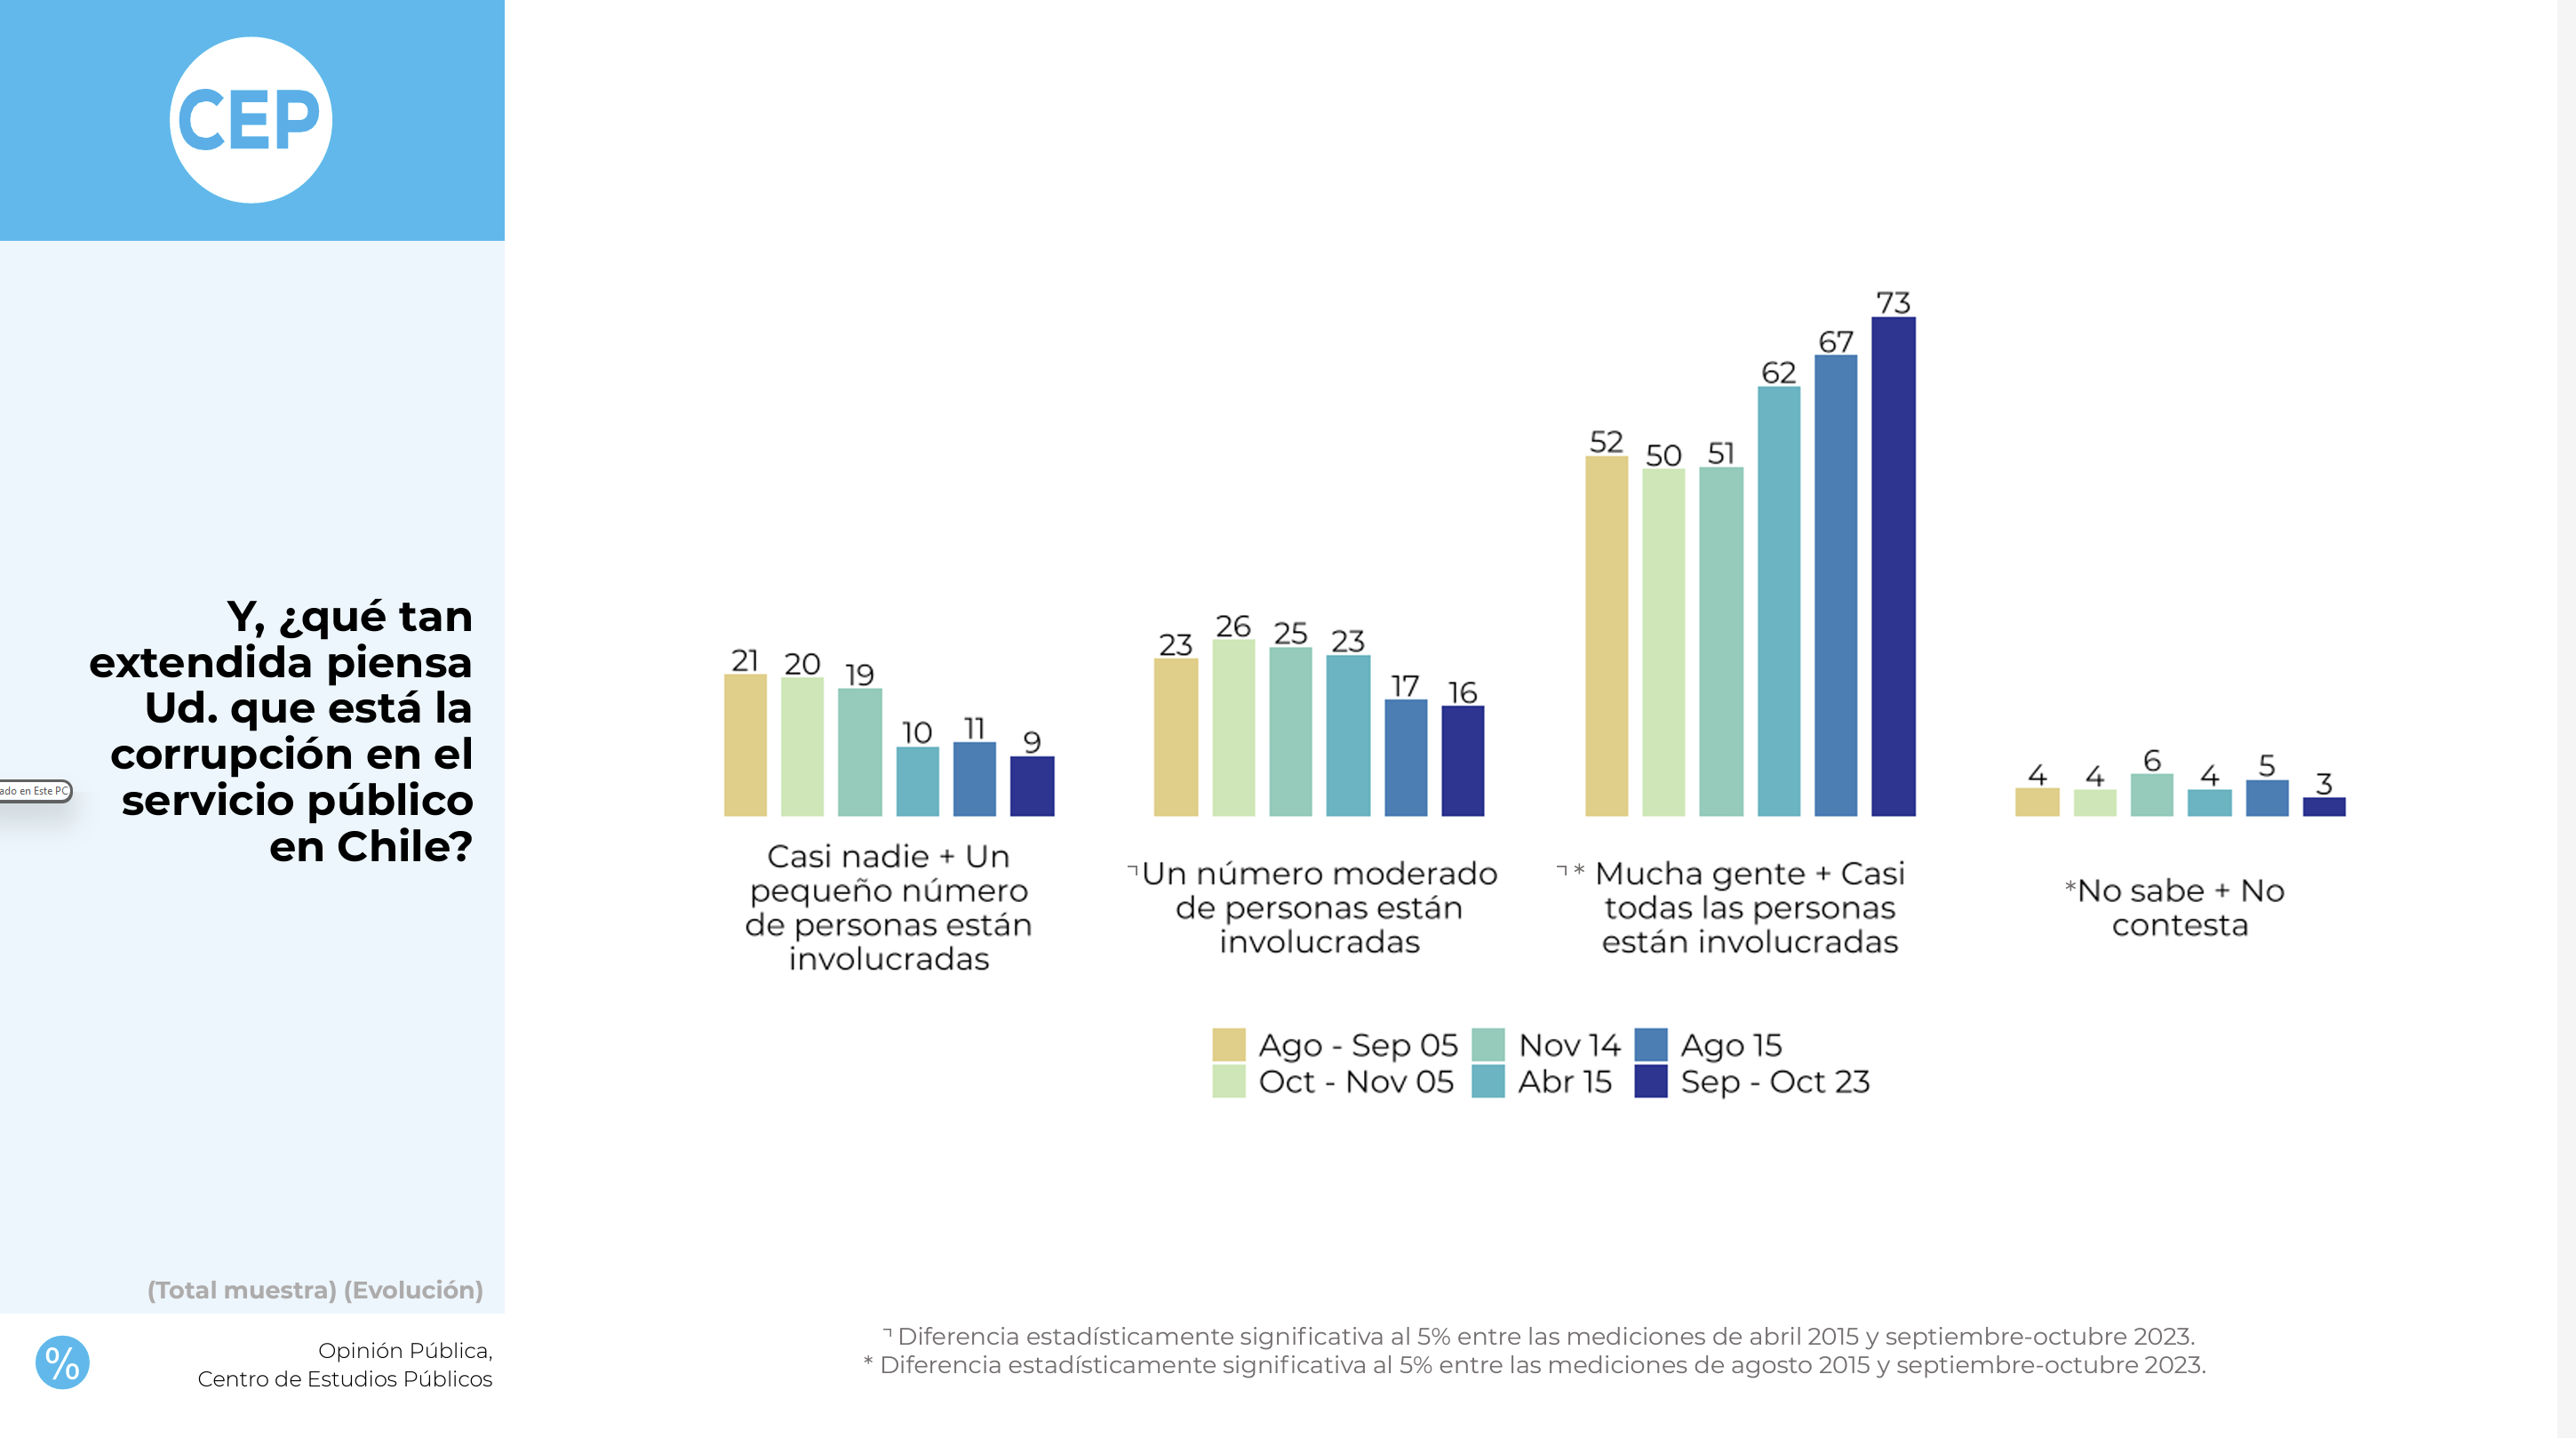 CEP
Y, ¿qué tan
extendida piensa
Ud. que está la
corrupción en el
servicio público
en Chile?
ado en Este PC
(Total muestra) (Evolución)
%
Opinión Pública,
Centro de Estudios Públicos
21 20 19 10 11 9
Casi nadie + Un
pequeño número
de personas están
involucradas
23 26 25 23 17 16
¬Un número moderado
de personas están
involucradas
52 50 51 62 67 73
¬ * Mucha gente + Casi
todas las personas
están involucradas
4 4 6 4 5 3
*No sabe + No
contesta
Ago - Sep 05 Nov 14 Ago 15
Oct - Nov 05 Abr 15 Sep - Oct 23
¬ Diferencia estadísticamente significativa al 5% entre las mediciones de abril 2015 y septiembre-octubre 2023.
* Diferencia estadísticamente significativa al 5% entre las mediciones de agosto 2015 y septiembre-octubre 2023.